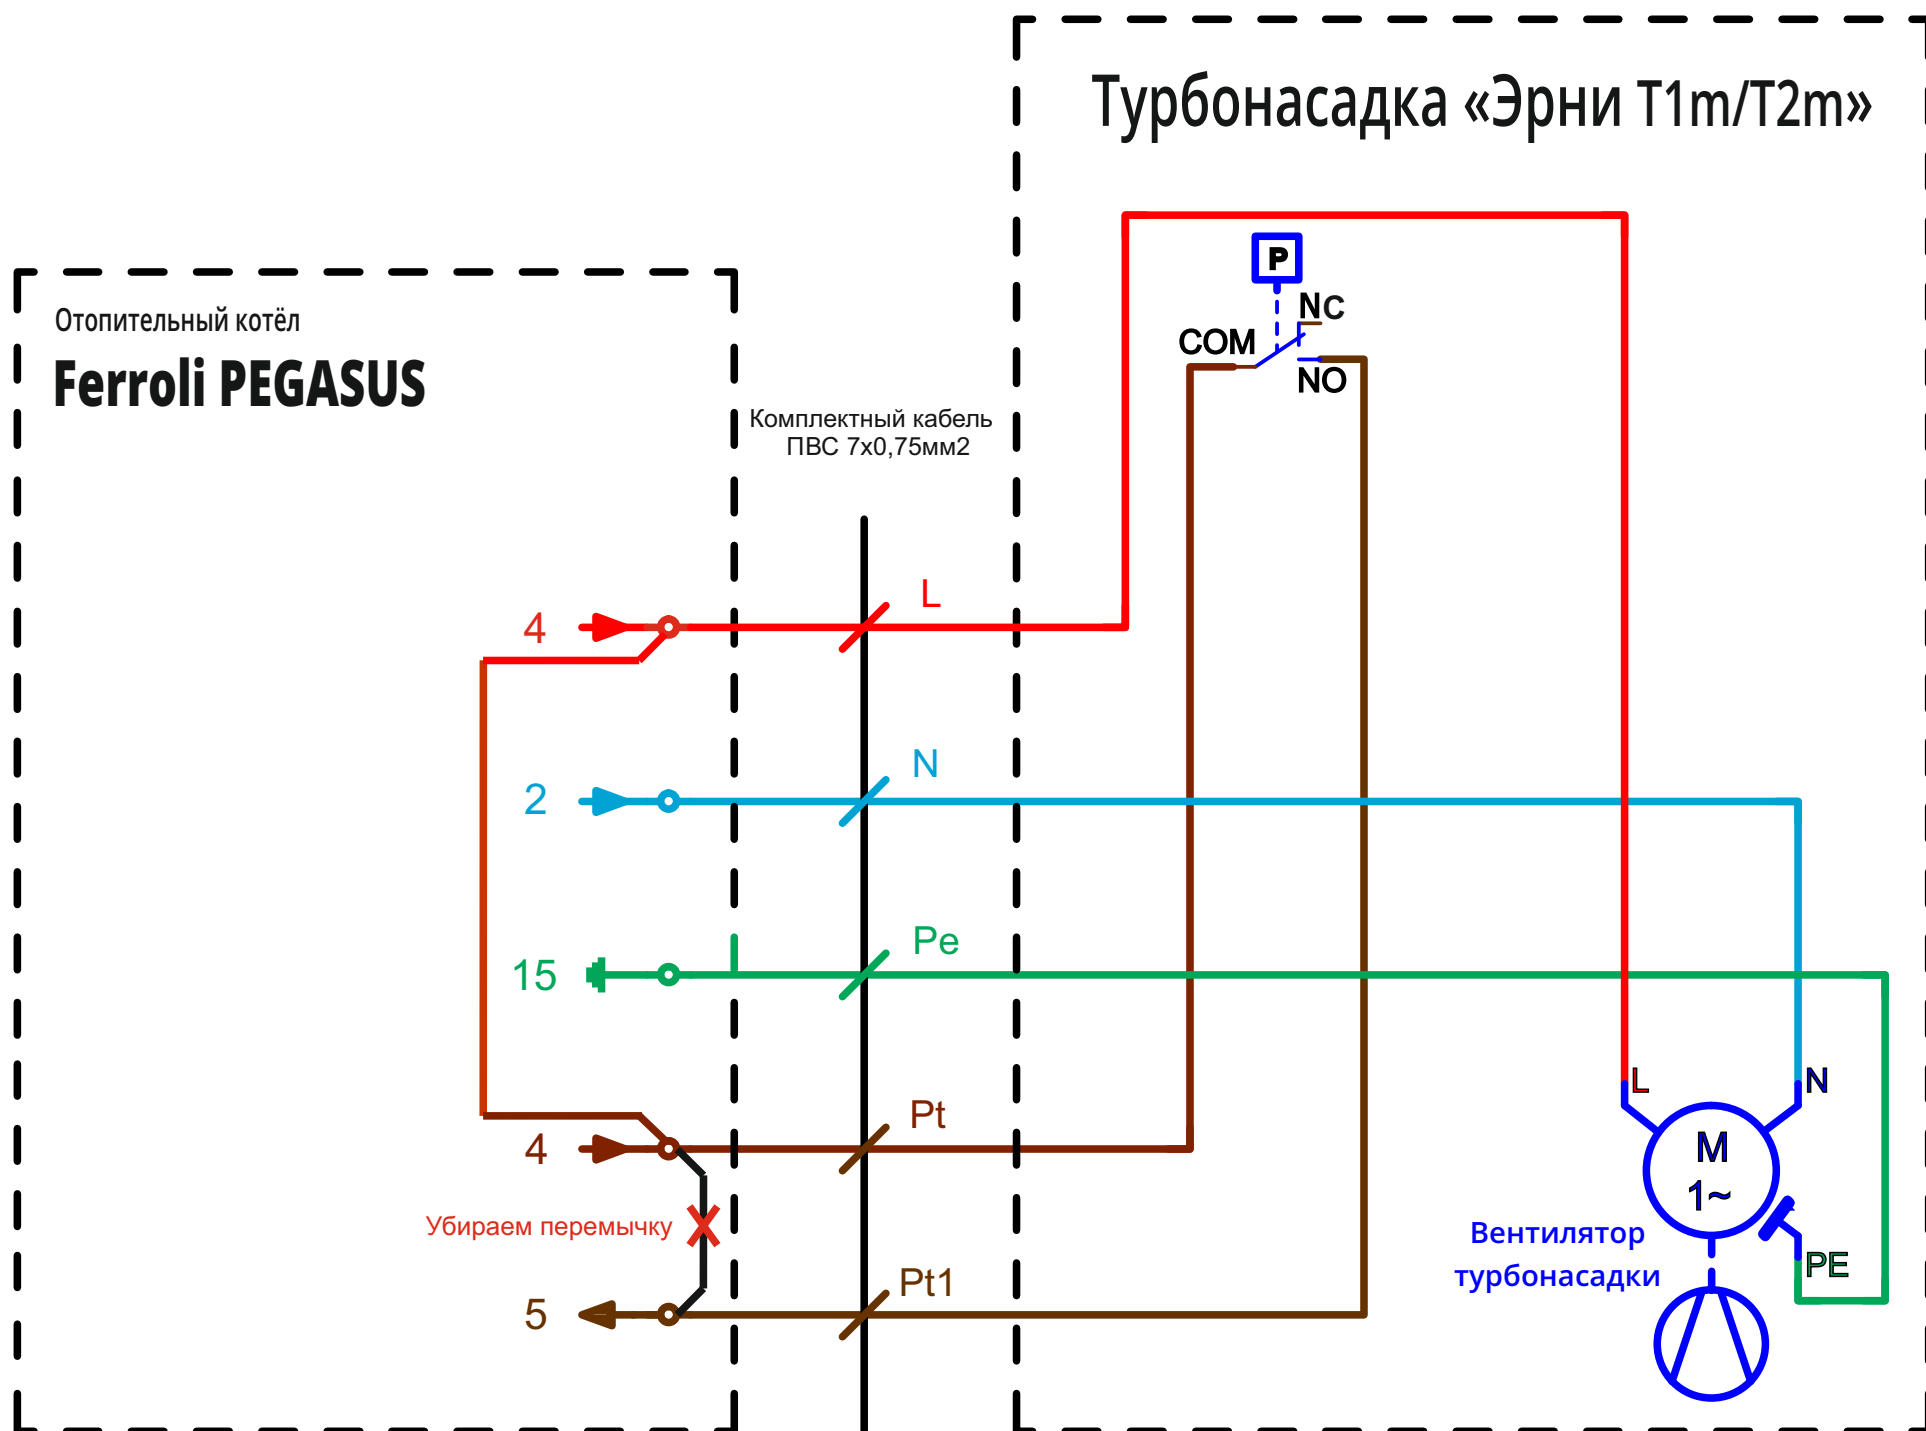 Турбонасадка «Эрни T1m/T2m»
P
NC
COM
NO
Отопительный котёл
Ferroli PEGASUS
Комплектный кабель
ПВС 7х0,75мм2
L
4
N
2
Pe
15
Pt
4
Убираем перемычку
Pt1
5
L
N
M
1~
PE
Вентилятор
турбонасадки